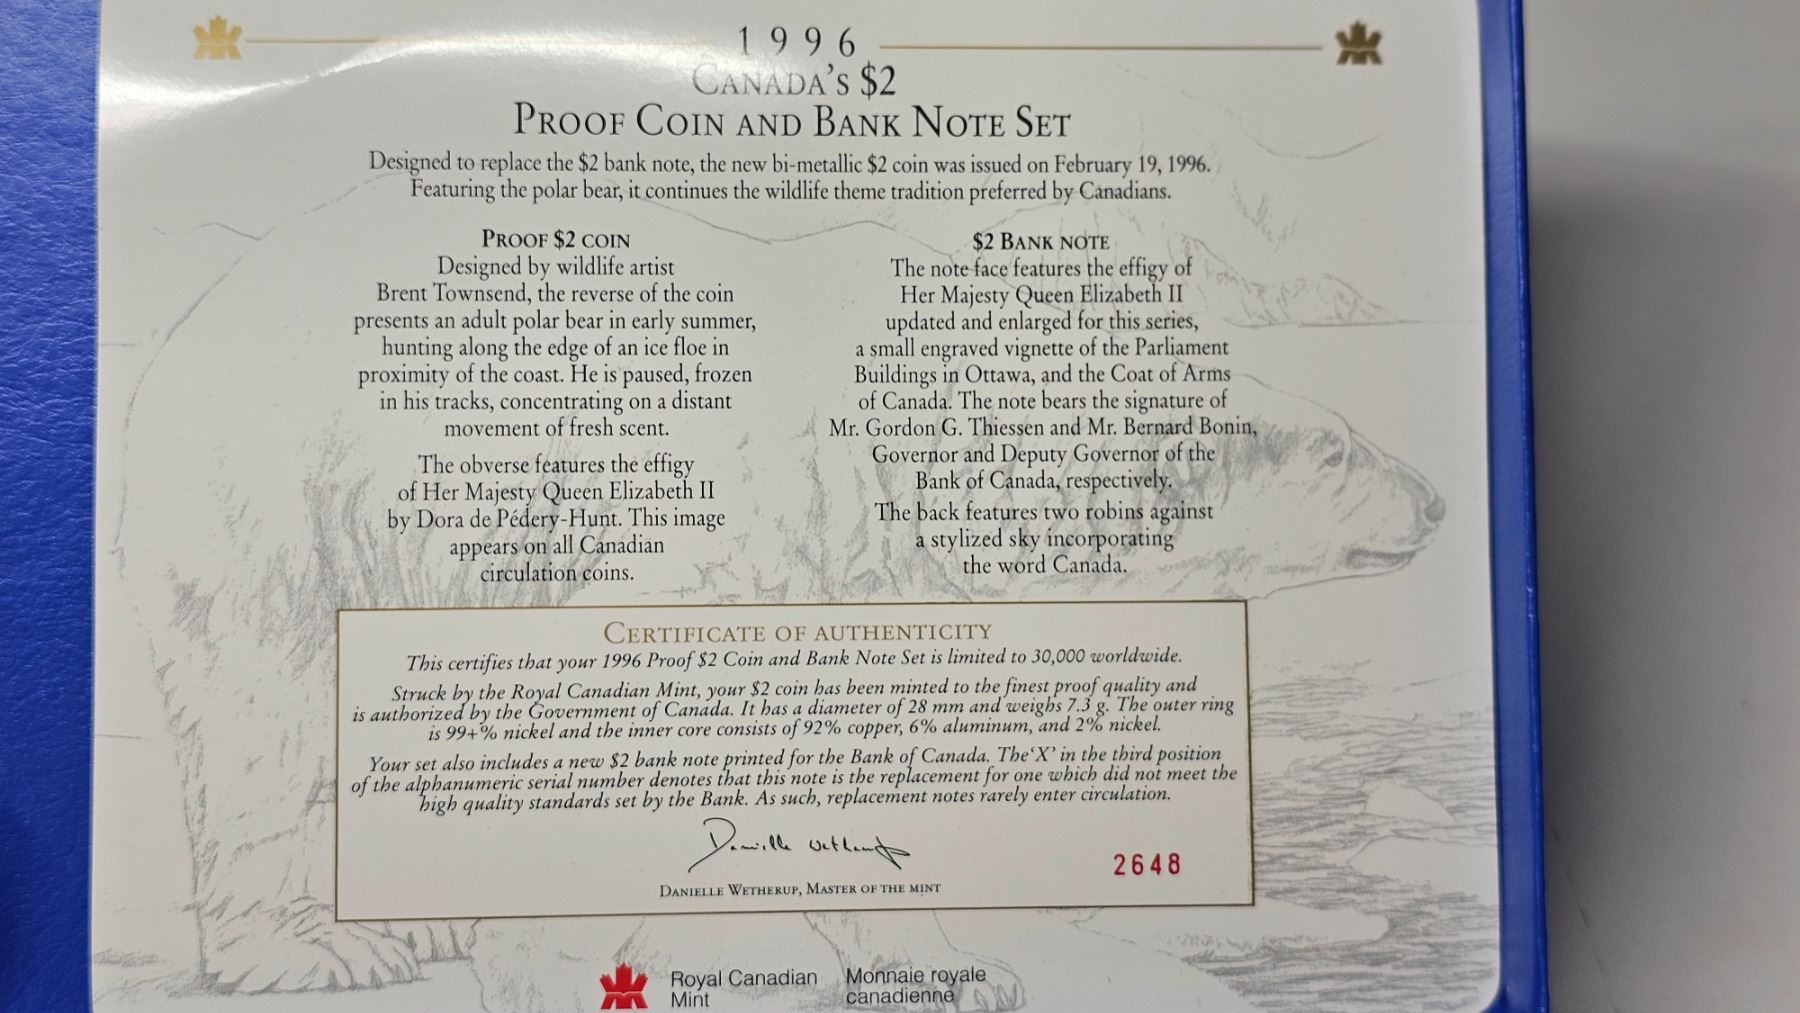 1996
CANADA'S $2
PROOF COIN AND BANK NOTE SET
Designed to replace the $2 bank note, the new bi-metallic $2 coin was issued on February 19, 1996.
Featuring the polar bear, it continues the wildlife theme tradition preferred by Canadians.
PROOF $2 COIN
Designed by wildlife artist
Brent Townsend, the reverse of the coin
presents an adult polar bear in early summer,
hunting along the edge of an ice floe in
proximity of the coast. He is paused, frozen
in his tracks, concentrating on a distant
movement of fresh scent.
The obverse features the effigy
of Her Majesty Queen Elizabeth II
by Dora de Pédery-Hunt. This image
appears on all Canadian
circulation coins.
$2 BANK NOTE
The note face features the effigy of
Her Majesty Queen Elizabeth II
updated and enlarged for this series,
a small engraved vignette of the Parliament
Buildings in Ottawa, and the Coat of Arms
of Canada. The note bears the signature of
Mr. Gordon G. Thiessen and Mr. Bernard Bonin,
Governor and Deputy Governor of the
Bank of Canada, respectively.
The back features two robins against
a stylized sky incorporating
the word Canada.
CERTIFICATE OF AUTHENTICITY
This certifies that your 1996 Proof $2 Coin and Bank Note Set is limited to 30,000 worldwide.
Struck by the Royal Canadian Mint, your $2 coin has been minted to the finest proof quality and
is authorized by the Government of Canada. It has a diameter of 28 mm and weighs 7.3 g. The outer ring
is 99+% nickel and the inner core consists of 92% copper, 6% aluminum, and 2% nickel.
Your set also includes a new $2 bank note printed for the Bank of Canada. The 'X' in the third position
of the alphanumeric serial number denotes that this note is the replacement for one which did not meet the
high quality standards set by the Bank. As such, replacement notes rarely enter circulation.
Danielle Wetherup
2648
DANIELLE WETHERUP, MASTER OF THE MINT
Royal Canadian
Mint
Monnaie royale
canadienne